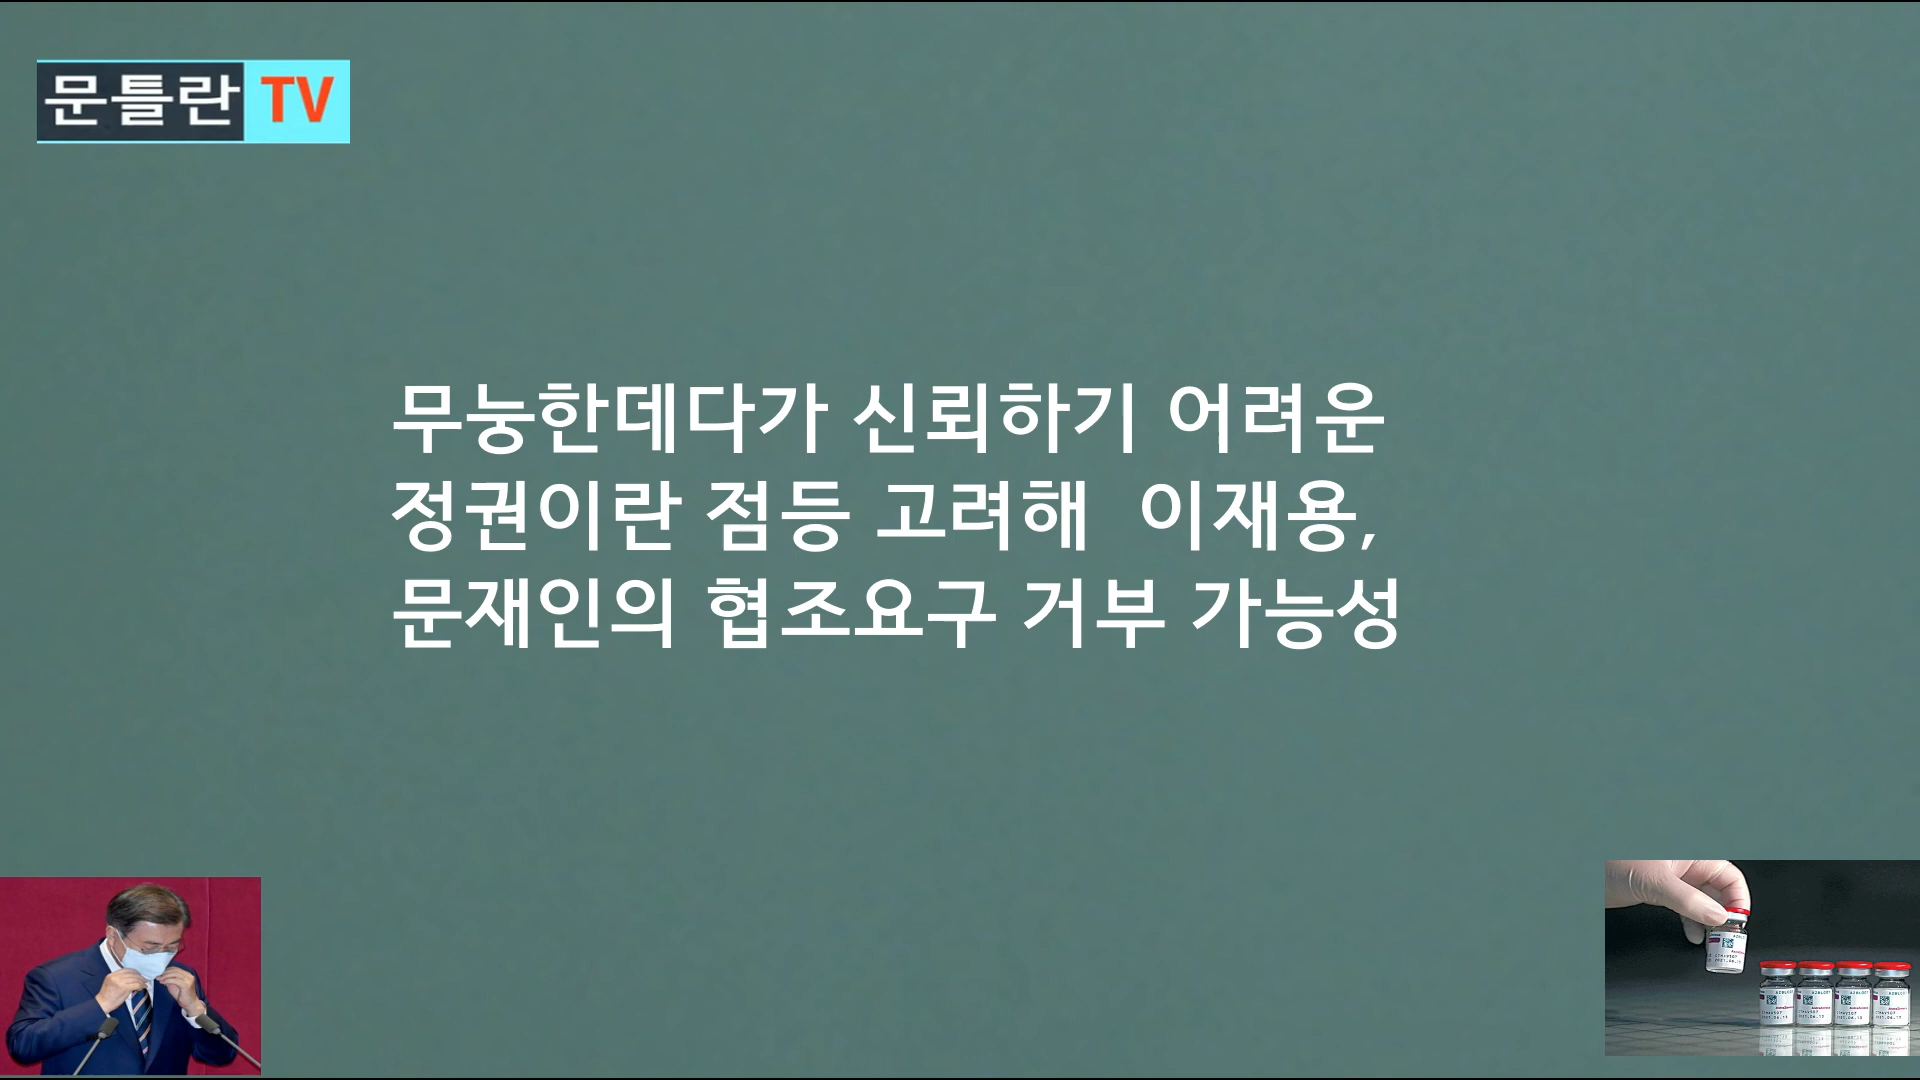 문틀란 TV
무눙한데다가 신뢰하기 어려운
정권이란 점등 고려해 이재용,
문재인의 협조요구 거부 가능성